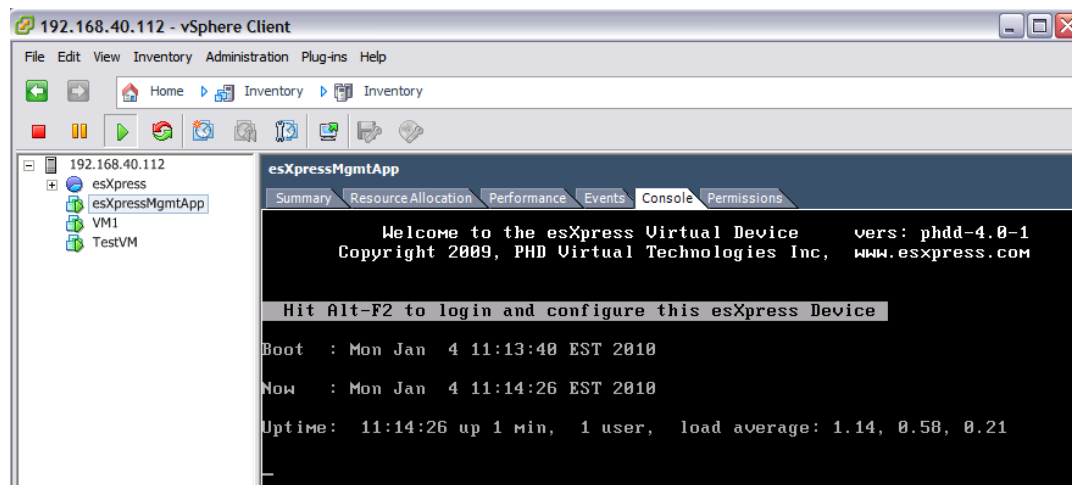 192.168.40.112 - vSphere Client
File Edit View Inventory Administration Plug-ins Help
Home Inventory Inventory
192.168.40.112
esXpress
esXpressMgmtApp
VM1
TestVM
esXpressMgmtApp
Summary Resource Allocation Performance Events Console Permissions
Welcome to the esXpress Virtual Device vers: phdd-4.0-1
Copyright 2009, PHD Virtual Technologies Inc, www.esxpress.com
Hit Alt-F2 to login and configure this esXpress Device
Boot : Mon Jan 4 11:13:40 EST 2010
Now : Mon Jan 4 11:14:26 EST 2010
Uptime: 11:14:26 up 1 min, 1 user, load average: 1.14, 0.58, 0.21